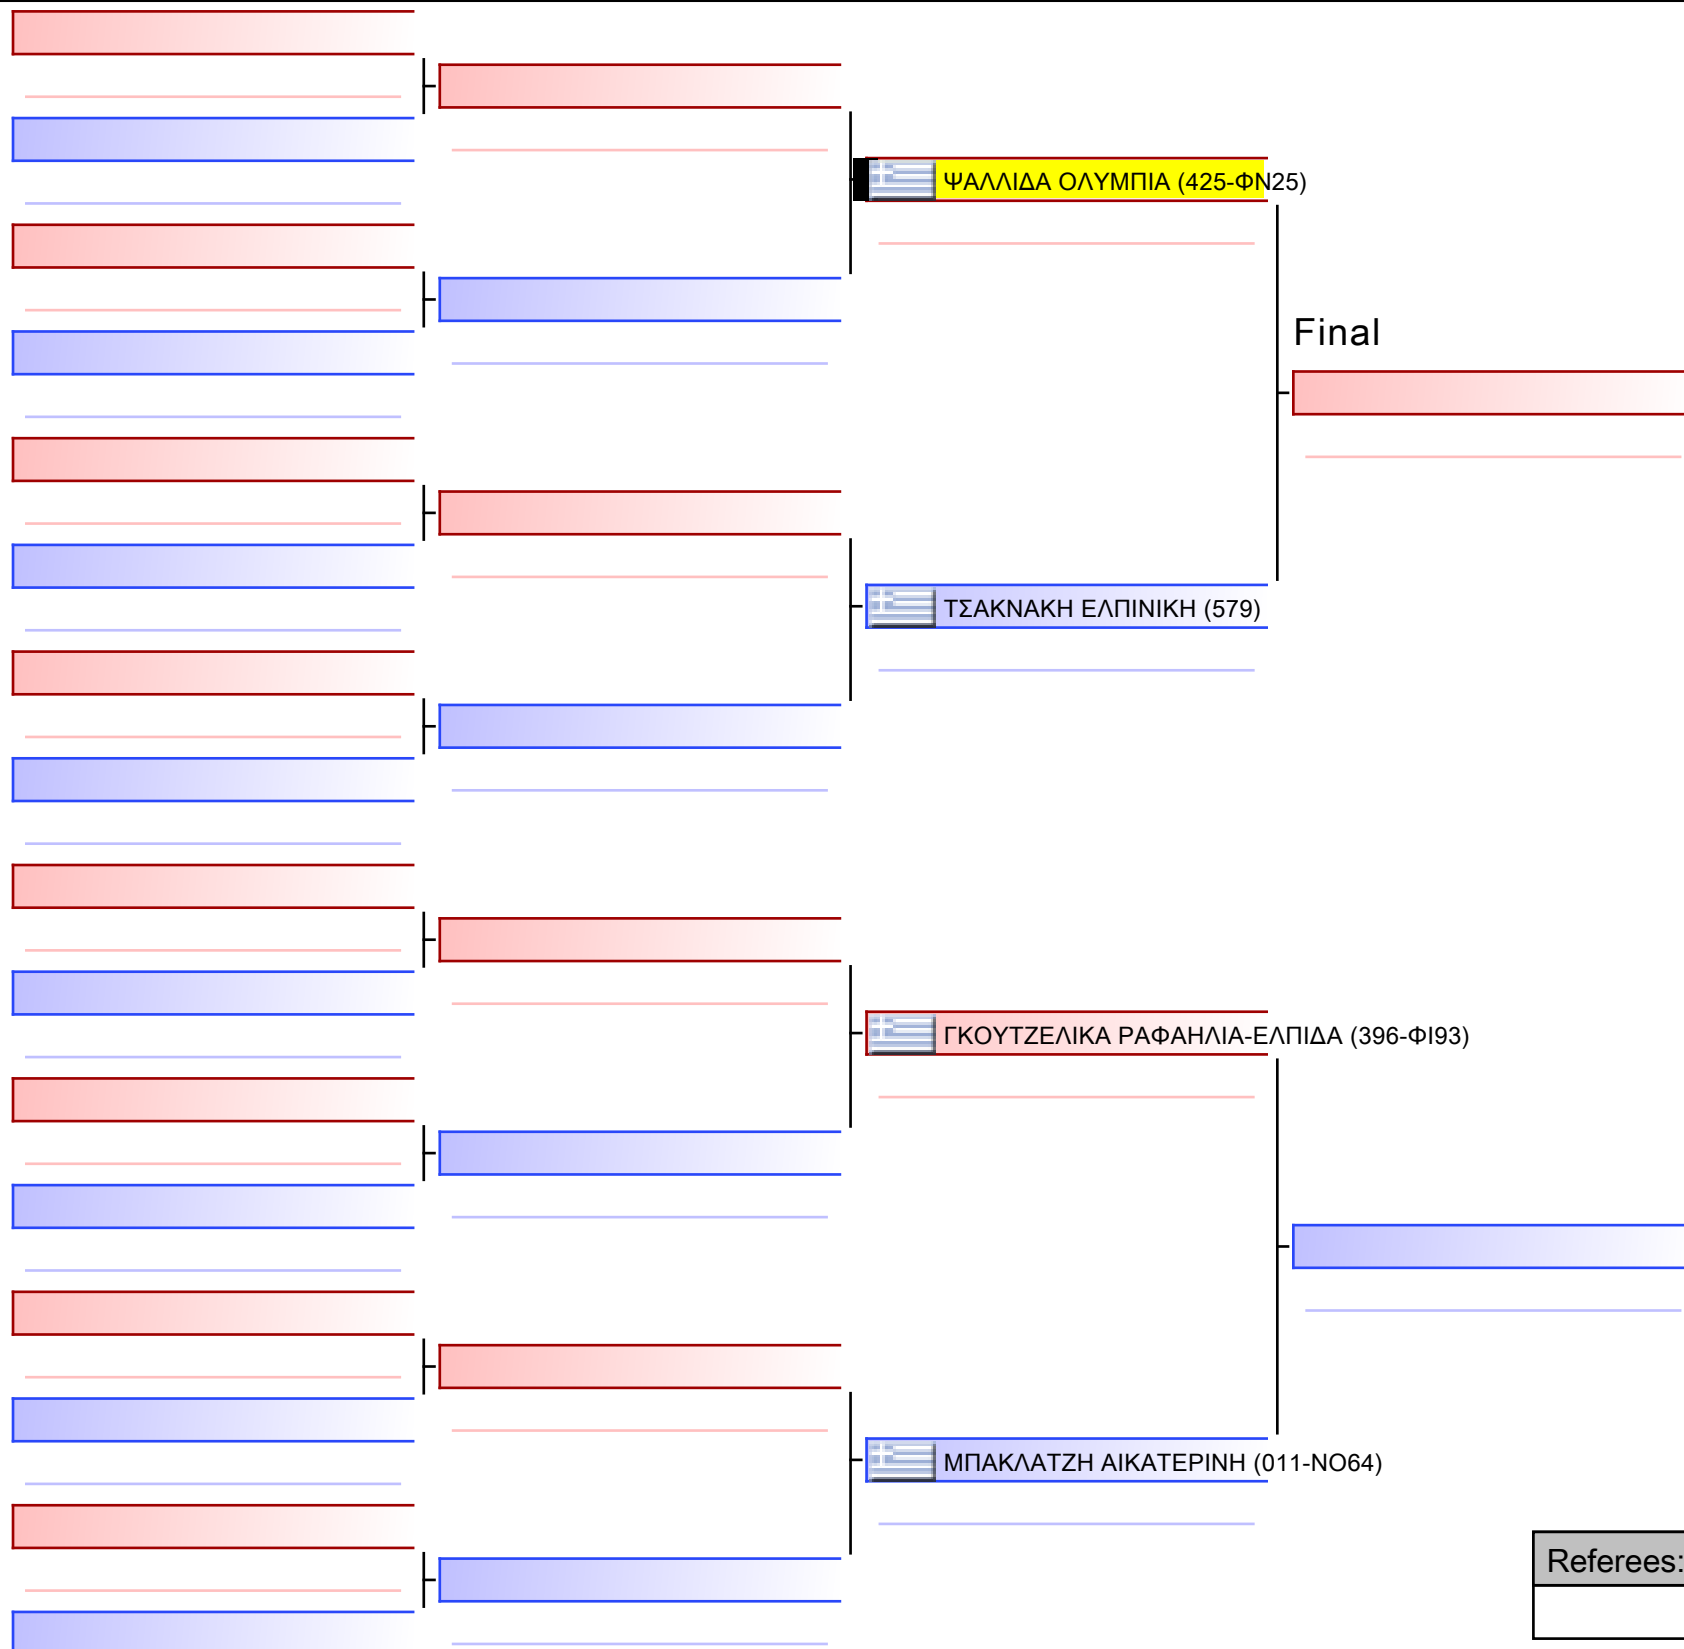 ΨΑΛΛΙΔΑ ΟΛΥΜΠΙΑ (425-ΦΝ25)
Final
ΤΣΑΚΝΑΚΗ ΕΛΠΙΝΙΚΗ (579)
ΓΚΟΥΤΖΕΛΙΚΑ ΡΑΦΑΗΛΙΑ-ΕΛΠΙΔΑ (396-ΦΙ93)
ΜΠΑΚΛΑΤΖΗ ΑΙΚΑΤΕΡΙΝΗ (011-ΝΟ64)
Referees: